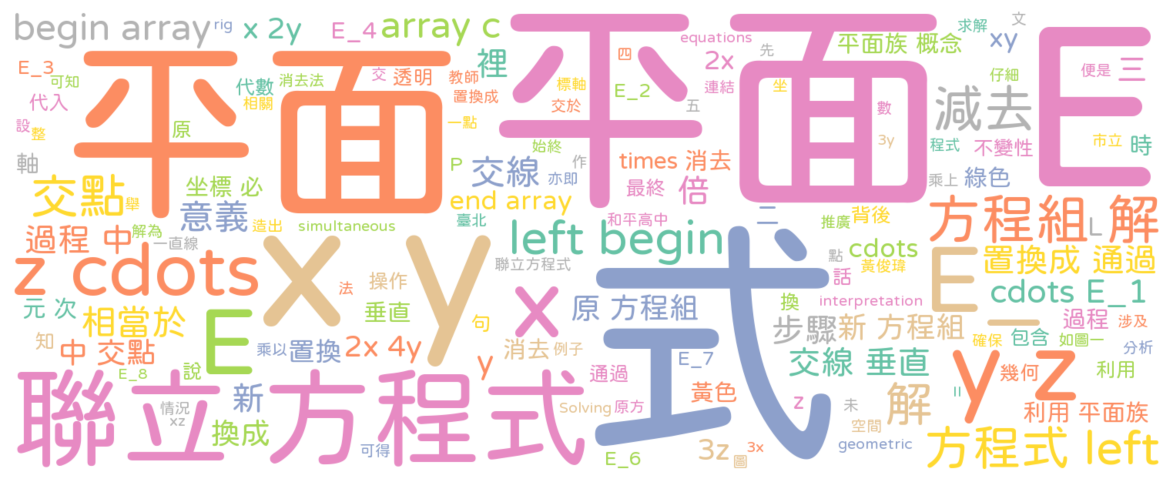 begin array rig x 2y E_4 array c 平面 平面 E equations 2x 先 平面族 概念 求解 文 xy
E_3 可知 代數 消去法 交 透明 教師 裡 標軸 四 E_2 連結 五 數 仔細 便是 三
代入 相關 置換成 交於 坐 減去
設 整 原 一點 始終 作 3y 程式 不變性 市立 時
軸 P 交線 亦即 times 消去 最終 倍 乘上 綠色
交點 舉 坐標 必 意義 造出 end array 和平高中 二 推廣 背後 方程組 L 解
解為 simultaneous 臺北 left begin 式 點 cdots
過程 中 一直線 x y 聯立方程式 話 黃俊瑋 E_ 置換成 通過
z cdots 操作 法 x 換 interpretation cdots E_1
元 次 E 垂直 句 原 方程組 步驟 新 方程組 過程 涉及
相當於 知 確保 包含 如圖一
中 交點 乘以 置換 2x 4y y 消去 例子 E_7 交線 垂直 y z 分析
E_8 說 通過 黃色 幾何 利用
聯立方程式 新 情況 xz Solving 原方 z 未 解 II 利用 平面族
換成 可得 E_6 3z 圖 3x 空間 geometric 方程式 left